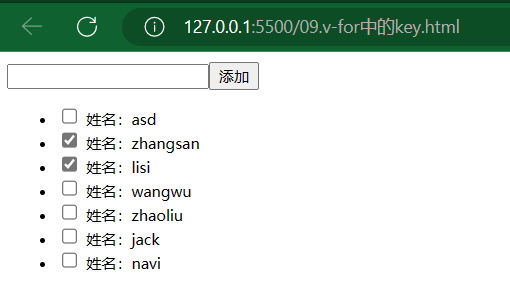 127.0.0.1:5500/09.v-for中的key.html
添加
姓名：asd
姓名：zhangsan
姓名：lisi
姓名：wangwu
姓名：zhaoliu
姓名：jack
姓名：navi